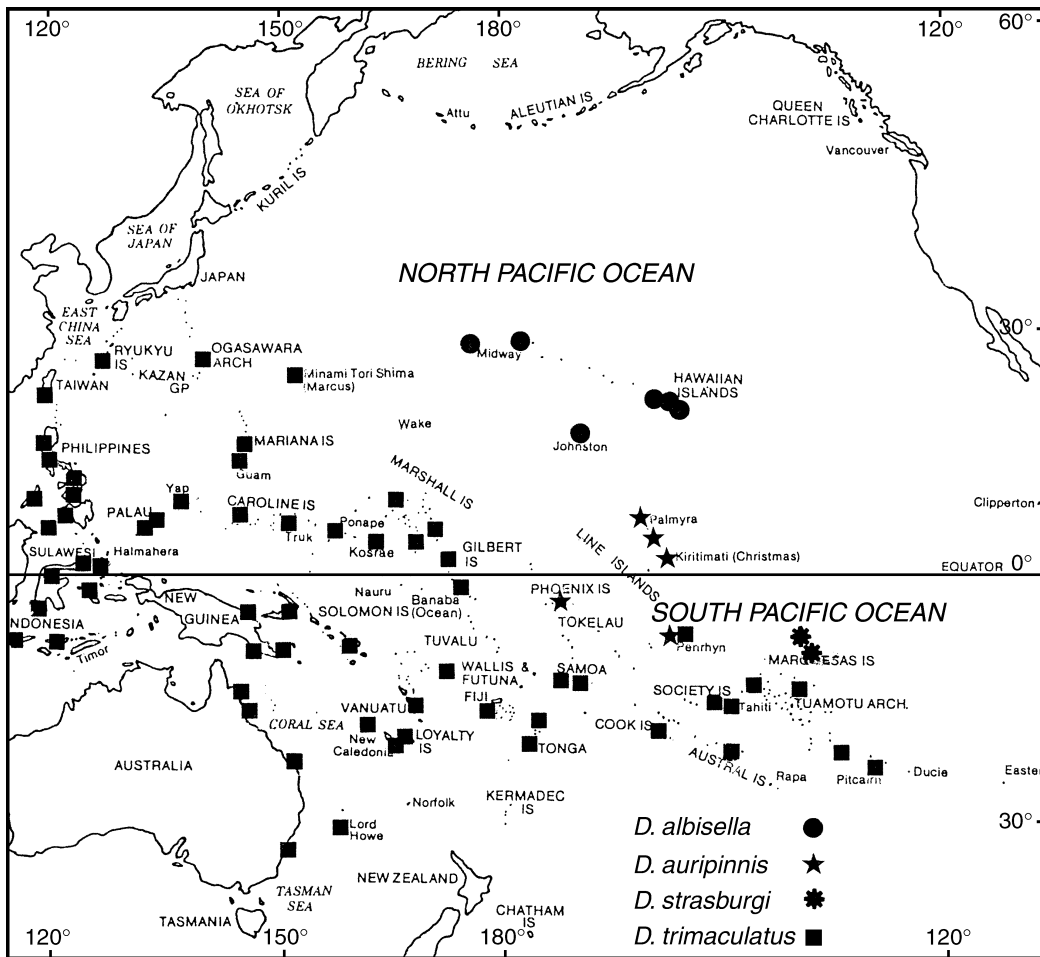 120° 150° 180° 120° 60°
BERING SEA
SEA OF
OKHOTSK
Attu
ALEUTIAN IS
QUEEN
CHARLOTTE IS
Vancouver
KURIL IS
SEA OF
JAPAN
JAPAN
NORTH PACIFIC OCEAN
EAST
CHINA
SEA
30°
RYUKYU
IS
OGASAWARA
ARCH
KAZAN
GP
Minami Tori Shima
(Marcus)
Midway
HAWAIIAN
ISLANDS
TAIWAN
Wake
Johnston
PHILIPPINES
MARIANA IS
Guam
MARSHALL IS
Yap
CAROLINE IS
Clipperton
PALAU
Truk
Ponape
Palmyra
Kosrae
SULAWESI
Halmahera
GILBERT
IS
LINE ISLANDS
Kiritimati (Christmas)
EQUATOR 0°
NEW
GUINEA
Nauru
Banaba
(Ocean)
PHOENIX IS
SOUTH PACIFIC OCEAN
SOLOMON IS
NDONESIA
TOKELAU
Timor
TUVALU
Penrhyn
MARQUESAS IS
WALLIS &
FUTUNA
SAMOA
FIJI
SOCIETY IS
Tahiti
TUAMOTU ARCH.
VANUATU
CORAL SEA
COOK IS
New
Caledonia
LOYALTY
IS
TONGA
AUSTRALIA
AUSTRAL IS
Rapa
Pitcairn
Ducie
Easter
Norfolk
KERMADEC
IS
Lord
Howe
30°
D. albisella
D. auripinnis
D. strasburgi
D. trimaculatus
NEW ZEALAND
TASMAN
SEA
TASMANIA
CHATHAM
IS
120° 150° 180° 120°